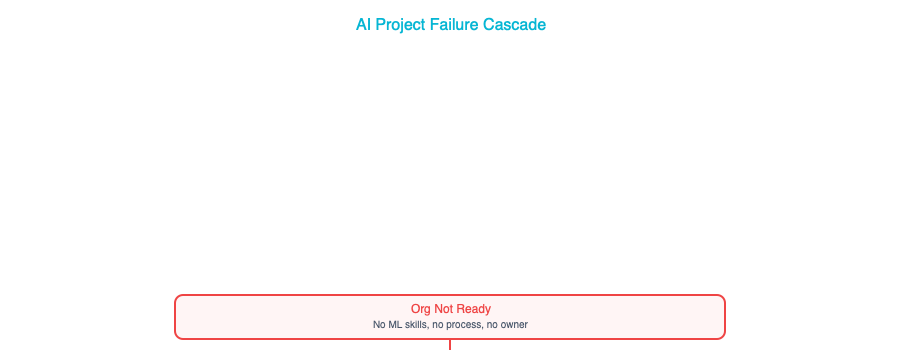 AI Project Failure Cascade
Org Not Ready
No ML skills, no process, no owner